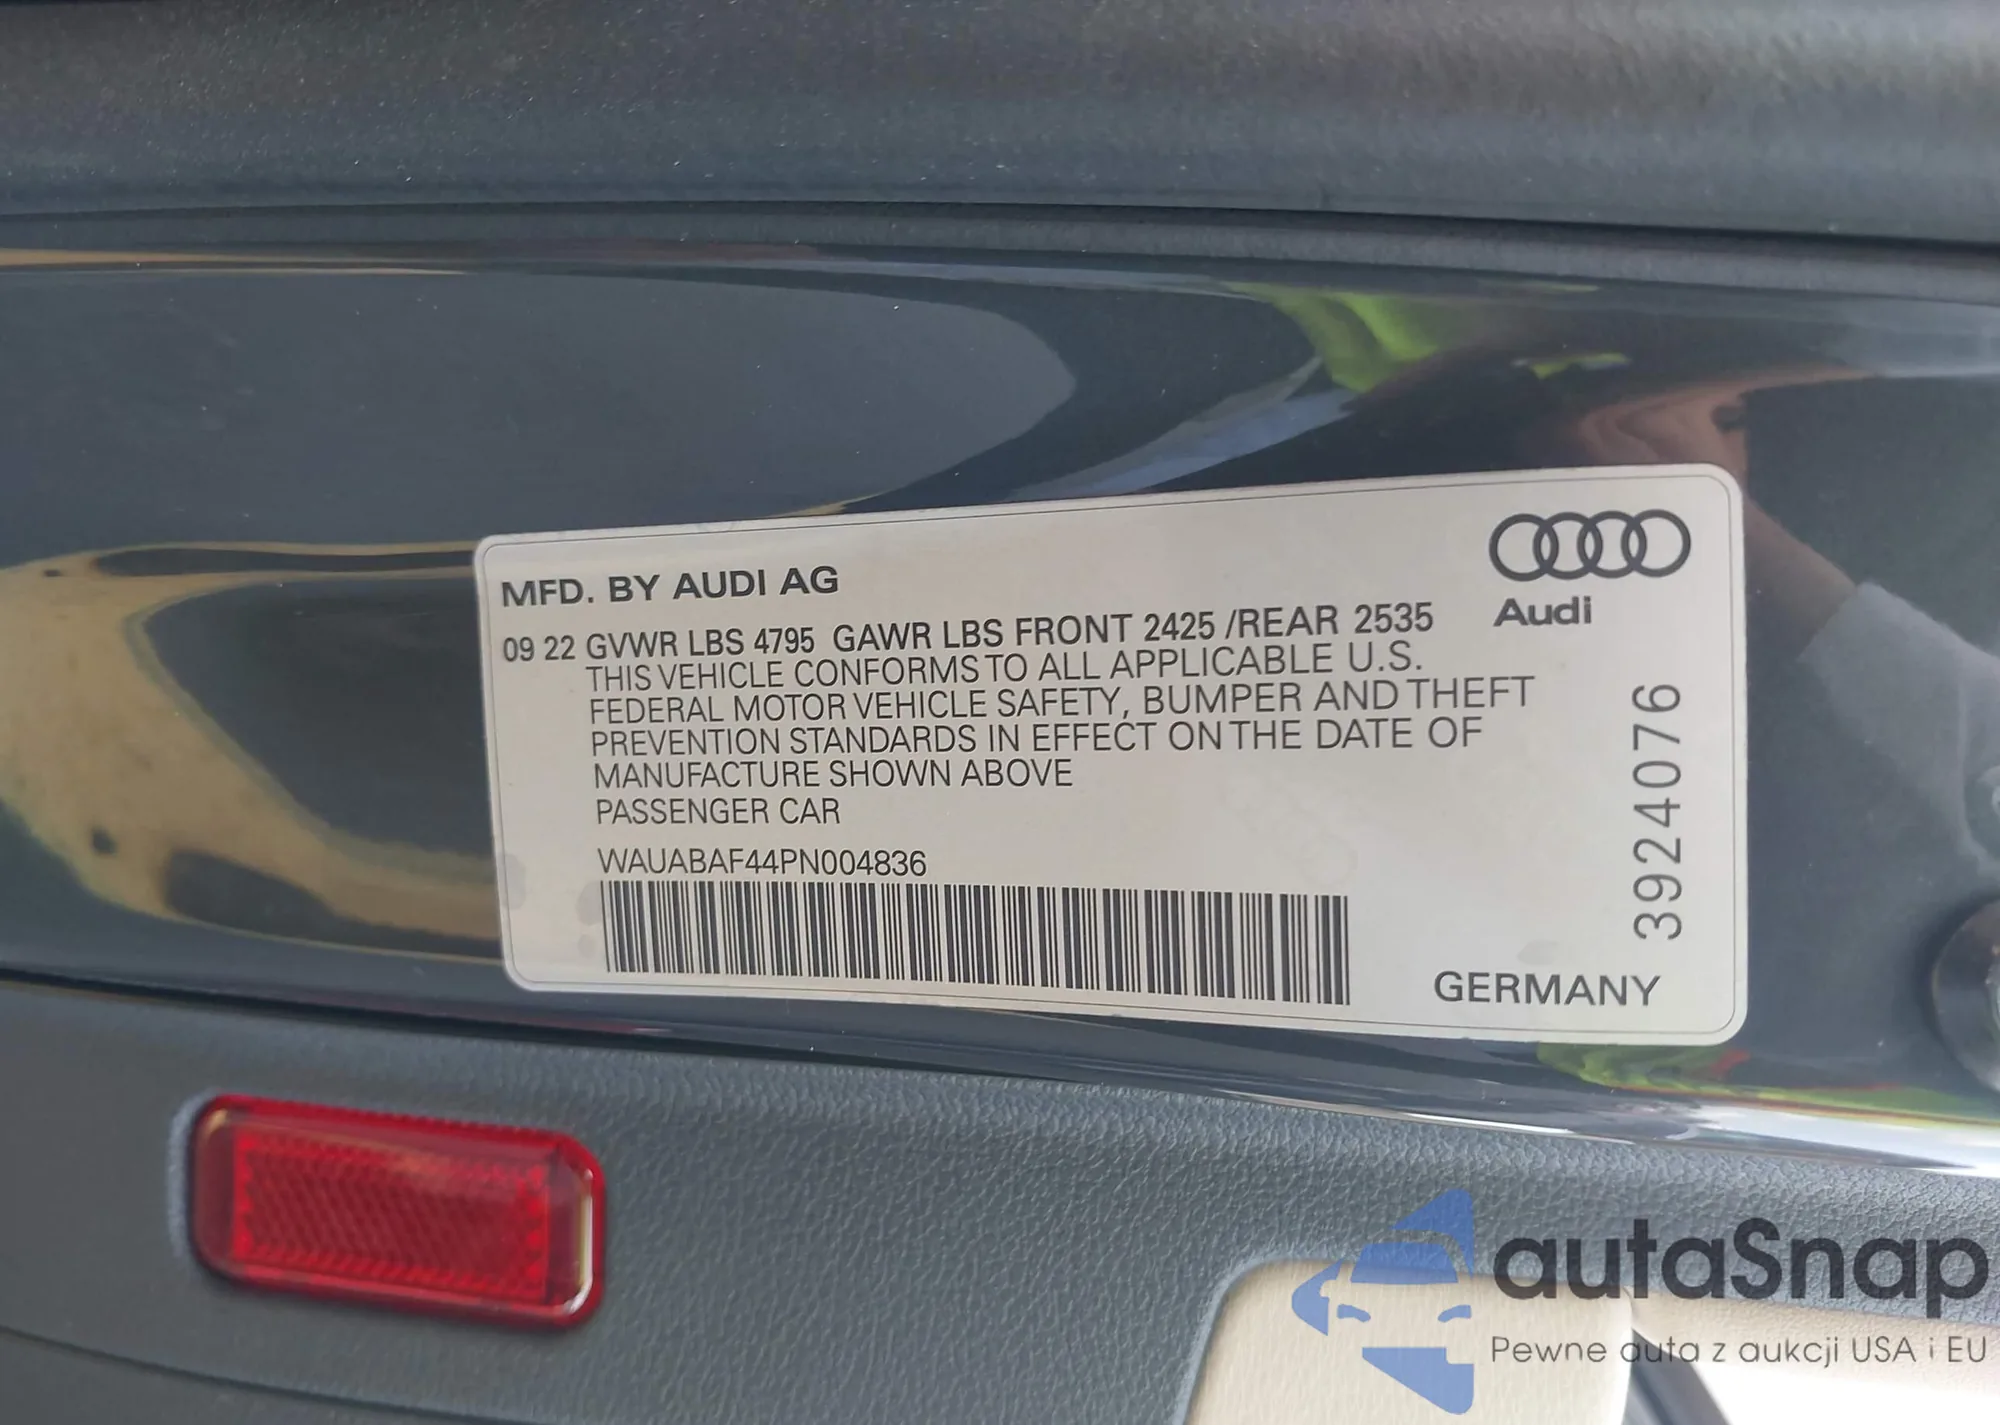 MFD. BY AUDI AG
Audi
09 22 GVWR LBS 4795 GAWR LBS FRONT 2425 /REAR 2535
THIS VEHICLE CONFORMS TO ALL APPLICABLE U.S.
FEDERAL MOTOR VEHICLE SAFETY, BUMPER AND THEFT
PREVENTION STANDARDS IN EFFECT ON THE DATE OF
MANUFACTURE SHOWN ABOVE
PASSENGER CAR
WAUABAF44PN004836
3924076
GERMANY
autaSnap
Pewne auta z aukcji USA i EU